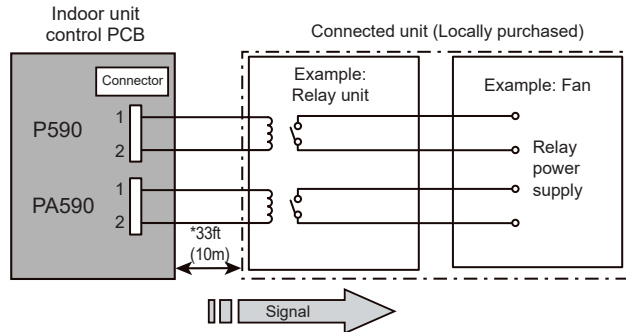 Indoor unit
control PCB
Connected unit (Locally purchased)
Connector
Example:
Relay unit
Example: Fan
P590
1
2
PA590
1
2
Relay
power
supply
*33ft
(10m)
Signal